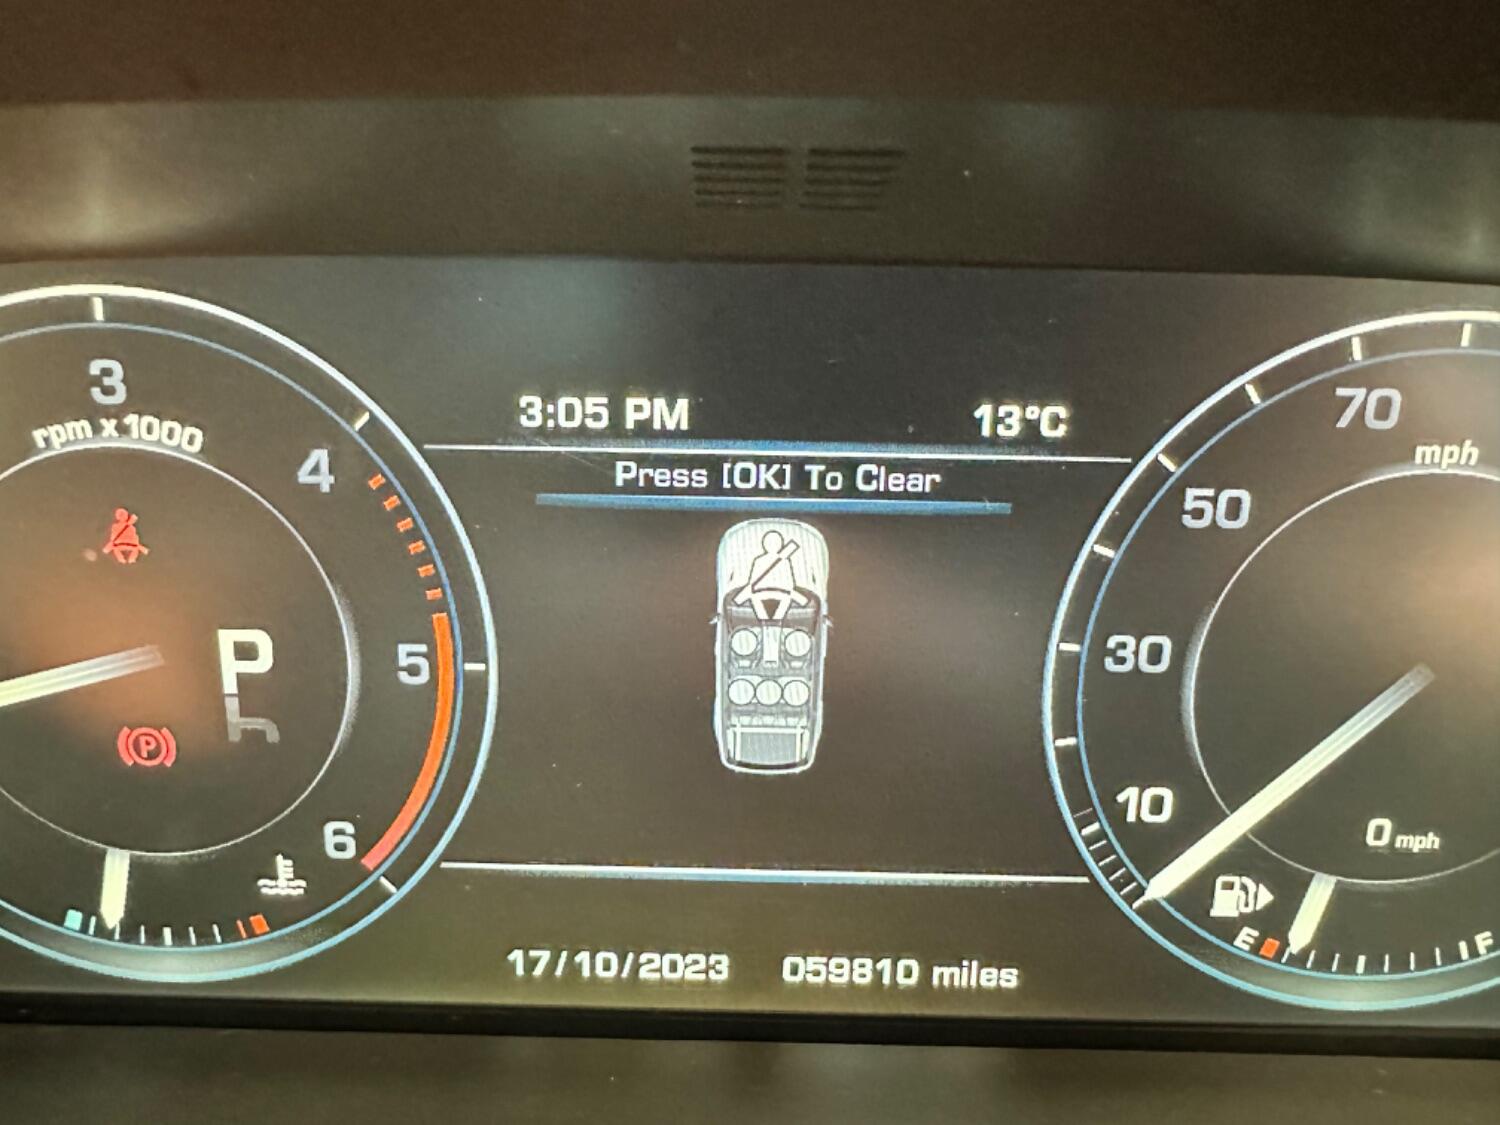 3:05 PM 13°C
Press [OK] To Clear
3
rpm x 1000
4
5
6
P
P
70
mph
50
30
10
0 mph
E
F
17/10/2023 059810 miles